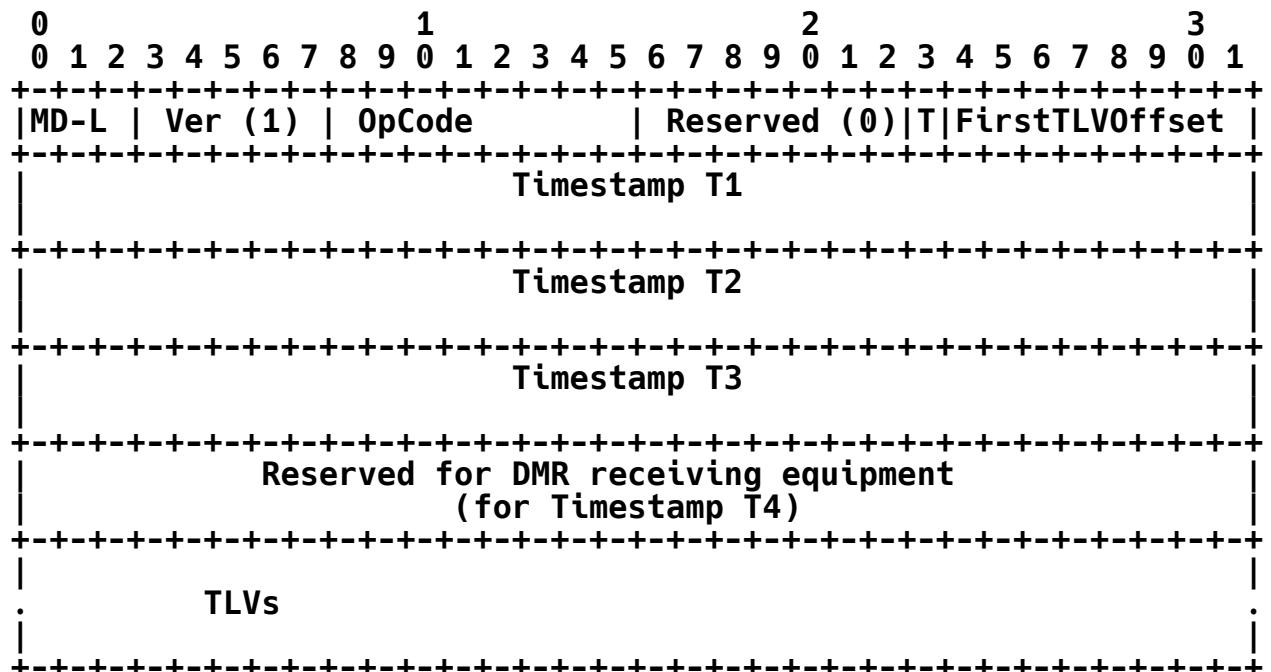 0                   1                   2                   3
 0 1 2 3 4 5 6 7 8 9 0 1 2 3 4 5 6 7 8 9 0 1 2 3 4 5 6 7 8 9 0 1
+-+-+-+-+-+-+-+-+-+-+-+-+-+-+-+-+-+-+-+-+-+-+-+-+-+-+-+-+-+-+-+-+
|MD-L | Ver (1) | OpCode        | Reserved (0)|T|FirstTLVOffset |
+-+-+-+-+-+-+-+-+-+-+-+-+-+-+-+-+-+-+-+-+-+-+-+-+-+-+-+-+-+-+-+-+
|                         Timestamp T1                          |
|                                                               |
+-+-+-+-+-+-+-+-+-+-+-+-+-+-+-+-+-+-+-+-+-+-+-+-+-+-+-+-+-+-+-+-+
|                         Timestamp T2                          |
|                                                               |
+-+-+-+-+-+-+-+-+-+-+-+-+-+-+-+-+-+-+-+-+-+-+-+-+-+-+-+-+-+-+-+-+
|                         Timestamp T3                          |
|                                                               |
+-+-+-+-+-+-+-+-+-+-+-+-+-+-+-+-+-+-+-+-+-+-+-+-+-+-+-+-+-+-+-+-+
|            Reserved for DMR receiving equipment               |
|                      (for Timestamp T4)                       |
+-+-+-+-+-+-+-+-+-+-+-+-+-+-+-+-+-+-+-+-+-+-+-+-+-+-+-+-+-+-+-+-+
|                                                               |
.         TLVs                                                  .
|                                                               |
+-+-+-+-+-+-+-+-+-+-+-+-+-+-+-+-+-+-+-+-+-+-+-+-+-+-+-+-+-+-+-+-+